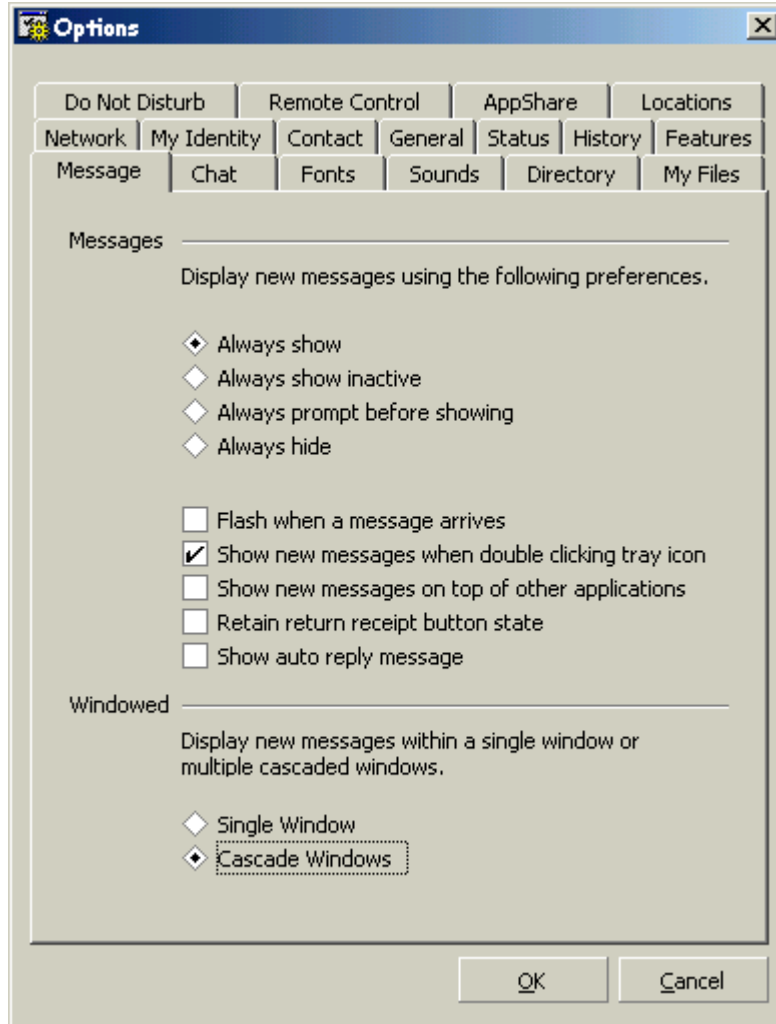 Options
Do Not Disturb Remote Control AppShare Locations
Network My Identity Contact General Status History Features
Message Chat Fonts Sounds Directory My Files
Messages
Display new messages using the following preferences.
Always show
Always show inactive
Always prompt before showing
Always hide
Flash when a message arrives
Show new messages when double clicking tray icon
Show new messages on top of other applications
Retain return receipt button state
Show auto reply message
Windowed
Display new messages within a single window or
multiple cascaded windows.
Single Window
Cascade Windows
OK Cancel